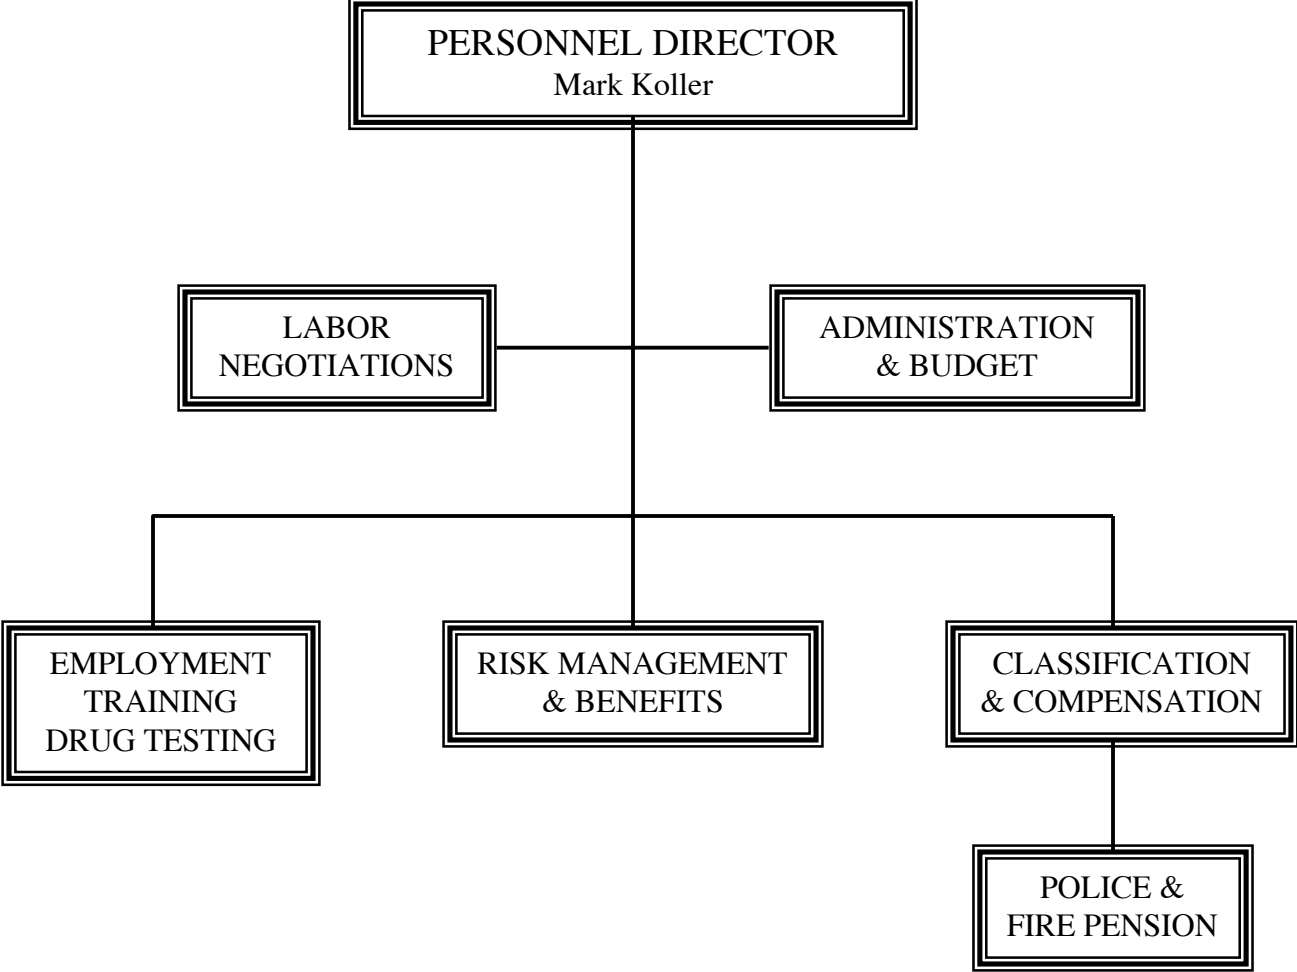 PERSONNEL DIRECTOR
Mark Koller
LABOR
NEGOTIATIONS
ADMINISTRATION
& BUDGET
EMPLOYMENT
TRAINING
DRUG TESTING
RISK MANAGEMENT
& BENEFITS
CLASSIFICATION
& COMPENSATION
POLICE &
FIRE PENSION